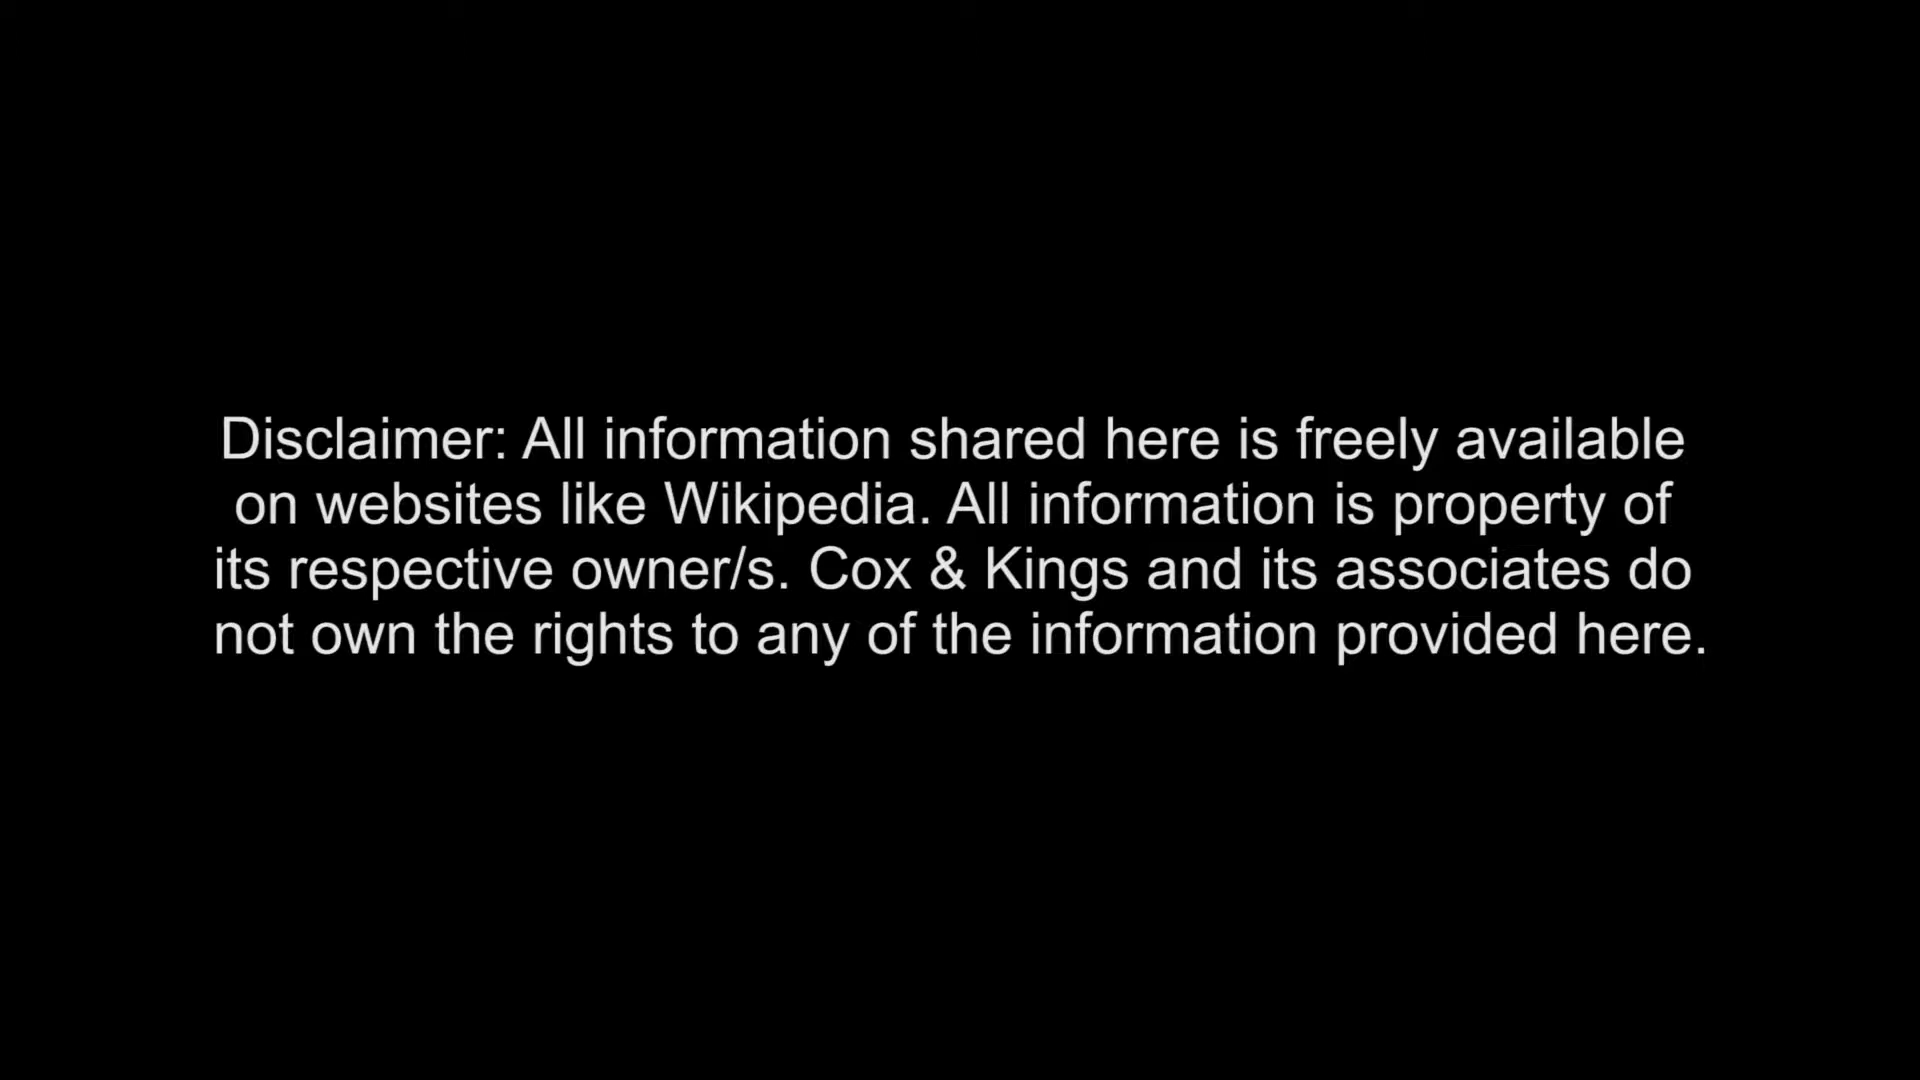 Disclaimer: All information shared here is freely available
on websites like Wikipedia. All information is property of
its respective owner/s. Cox & Kings and its associates do
not own the rights to any of the information provided here.